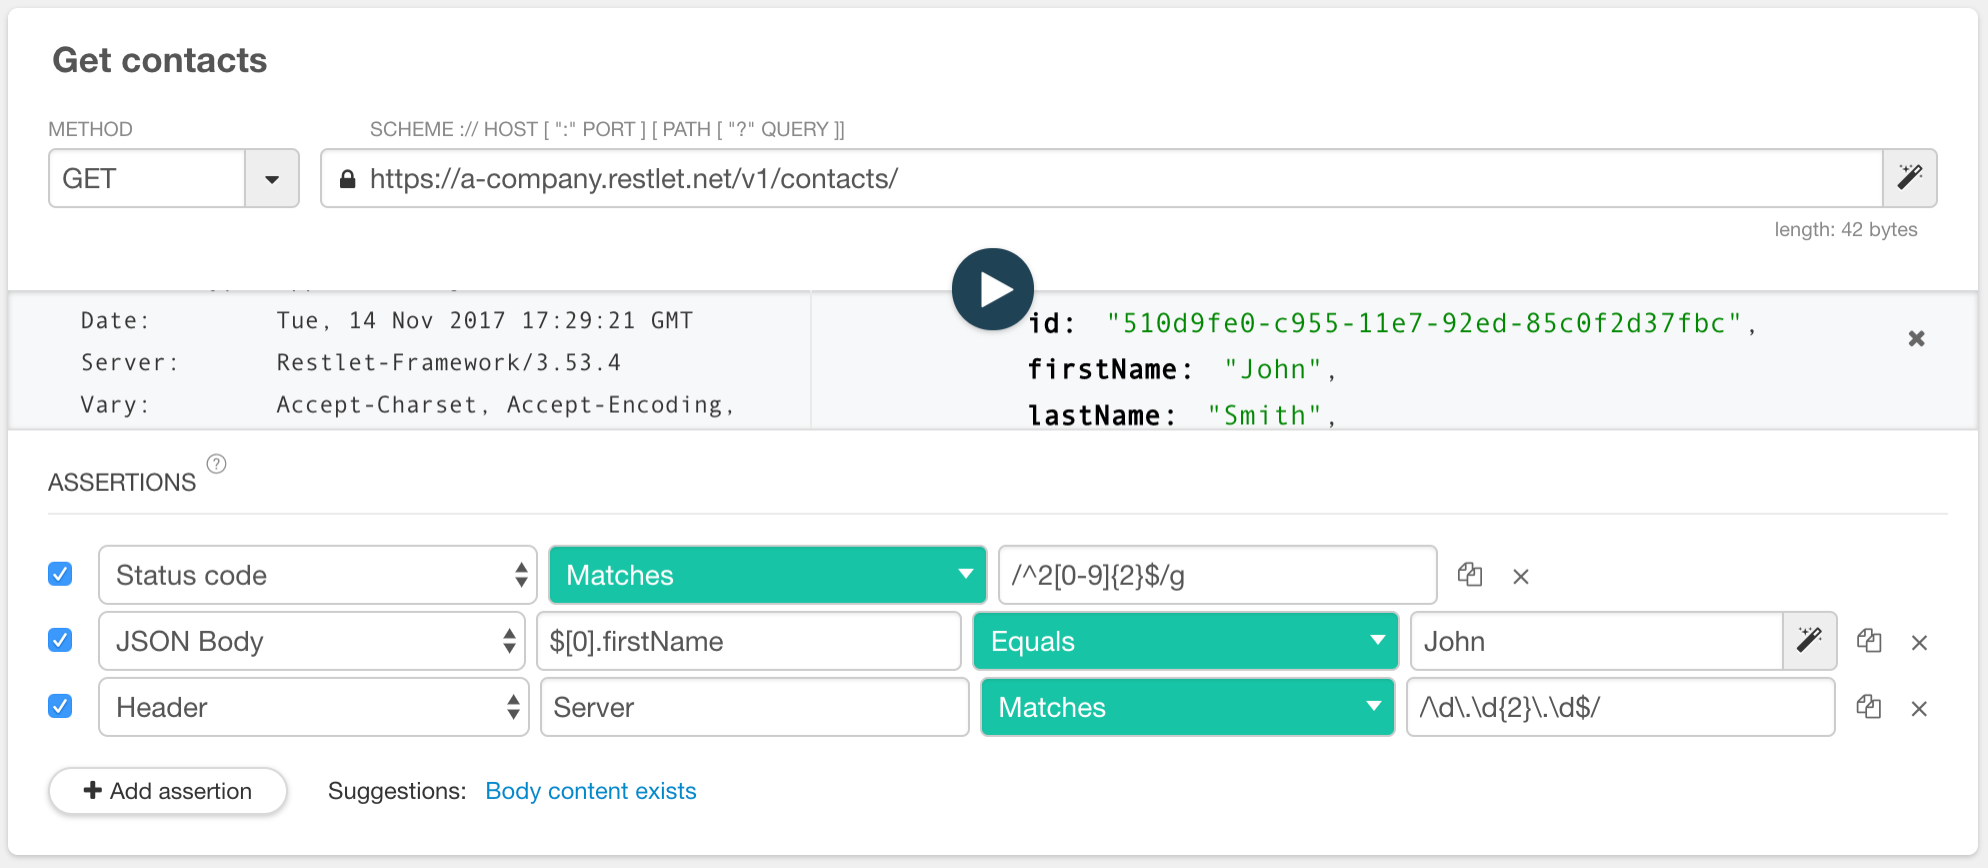 Get contacts
METHOD
SCHEME :// HOST [ ":" PORT ] [ PATH [ "?" QUERY ]]
GET
https://a-company.restlet.net/v1/contacts/
length: 42 bytes
Date: Tue, 14 Nov 2017 17:29:21 GMT
Server: Restlet-Framework/3.53.4
Vary: Accept-Charset, Accept-Encoding,
id: "510d9fe0-c955-11e7-92ed-85c0f2d37fbc",
firstName: "John",
lastName: "Smith",
ASSERTIONS ?
Status code Matches /^2[0-9]{2}$/g
JSON Body $[0].firstName Equals John
Header Server Matches /\d\.\d{2}\.\d$/
Add assertion Suggestions: Body content exists